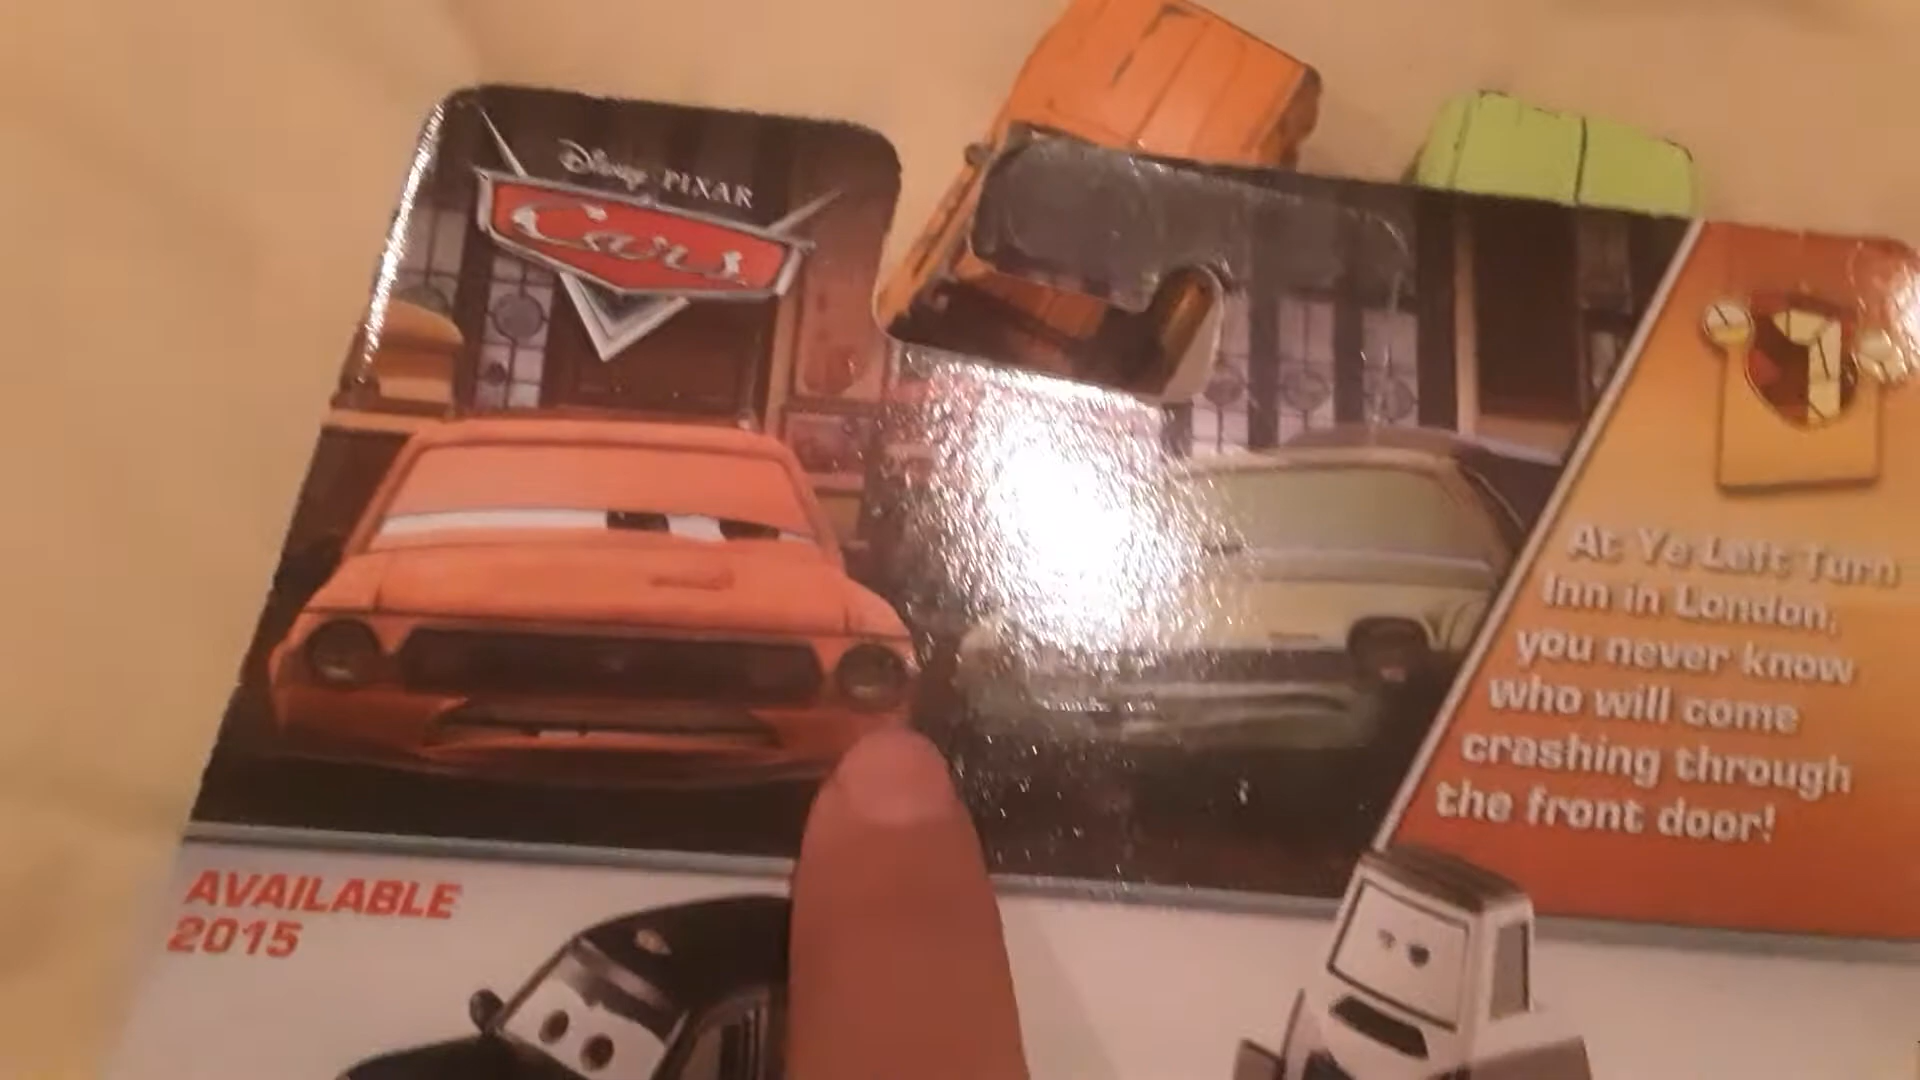 Disney PIXAR
Cars
1
At Ye Left Turn
Inn in London,
you never know
who will come
crashing through
the front door!
AVAILABLE
2015